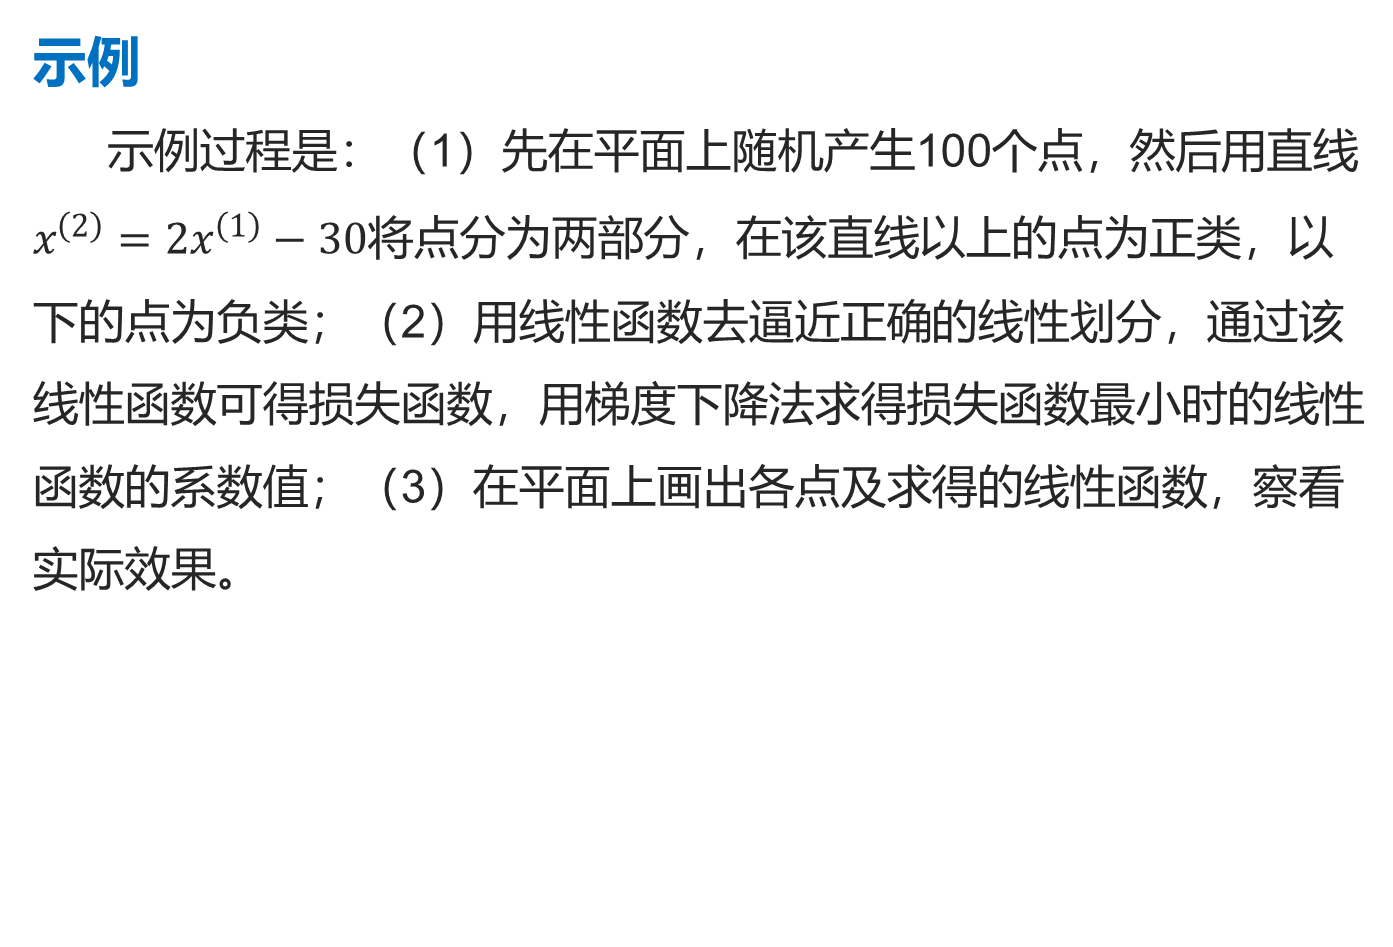 示例
示例过程是：（1）先在平面上随机产生100个点，然后用直线
x⁽²⁾ = 2x⁽¹⁾ − 30将点分为两部分，在该直线以上的点为正类，以
下的点为负类；（2）用线性函数去逼近正确的线性划分，通过该
线性函数可得损失函数，用梯度下降法求得损失函数最小时的线性
函数的系数值；（3）在平面上画出各点及求得的线性函数，察看
实际效果。